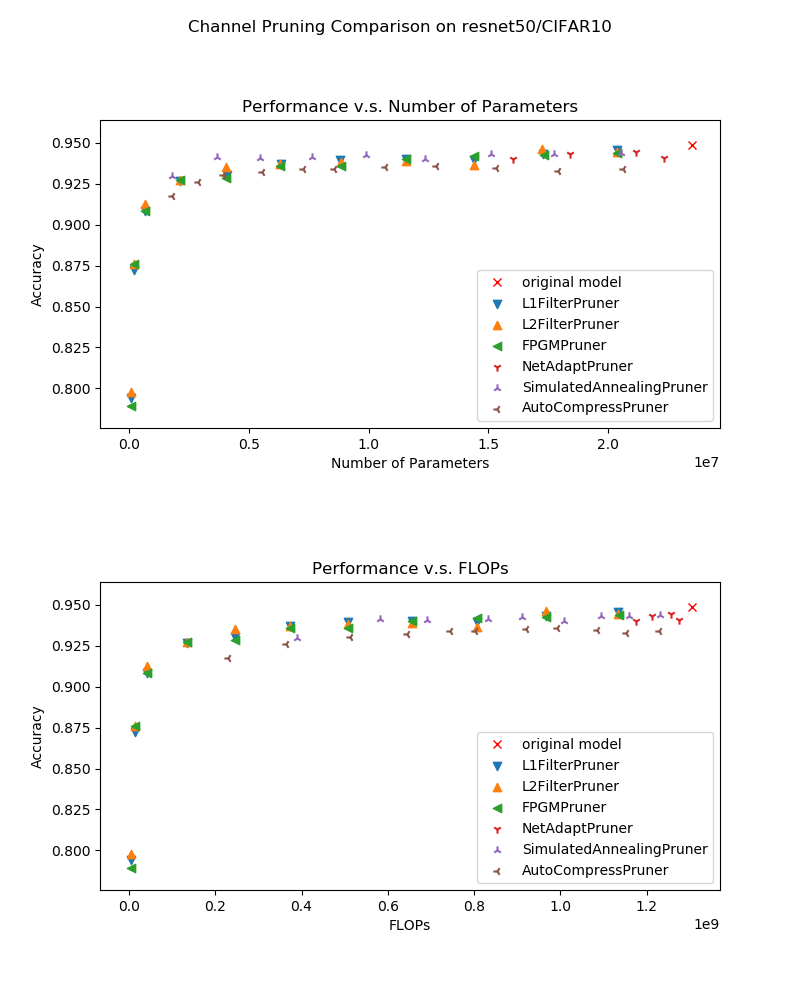 Channel Pruning Comparison on resnet50/CIFAR10
Performance v.s. Number of Parameters
0.950
0.925
0.900
0.875
0.850
0.825
0.800
Accuracy
original model
L1FilterPruner
L2FilterPruner
FPGMPruner
NetAdaptPruner
SimulatedAnnealingPruner
AutoCompressPruner
0.0 0.5 1.0 1.5 2.0
Number of Parameters 1e7
Performance v.s. FLOPs
0.950
0.925
0.900
0.875
0.850
0.825
0.800
Accuracy
original model
L1FilterPruner
L2FilterPruner
FPGMPruner
NetAdaptPruner
SimulatedAnnealingPruner
AutoCompressPruner
0.0 0.2 0.4 0.6 0.8 1.0 1.2
FLOPs 1e9